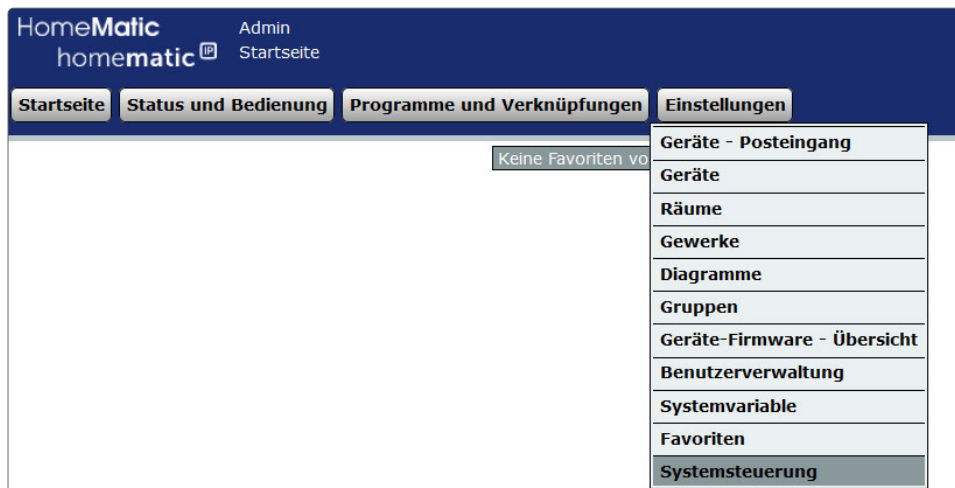 HomeMatic
homematic IP
Admin
Startseite
Startseite Status und Bedienung Programme und Verknüpfungen Einstellungen
Keine Favoriten vo
Geräte - Posteingang
Geräte
Räume
Gewerke
Diagramme
Gruppen
Geräte-Firmware - Übersicht
Benutzerverwaltung
Systemvariable
Favoriten
Systemsteuerung